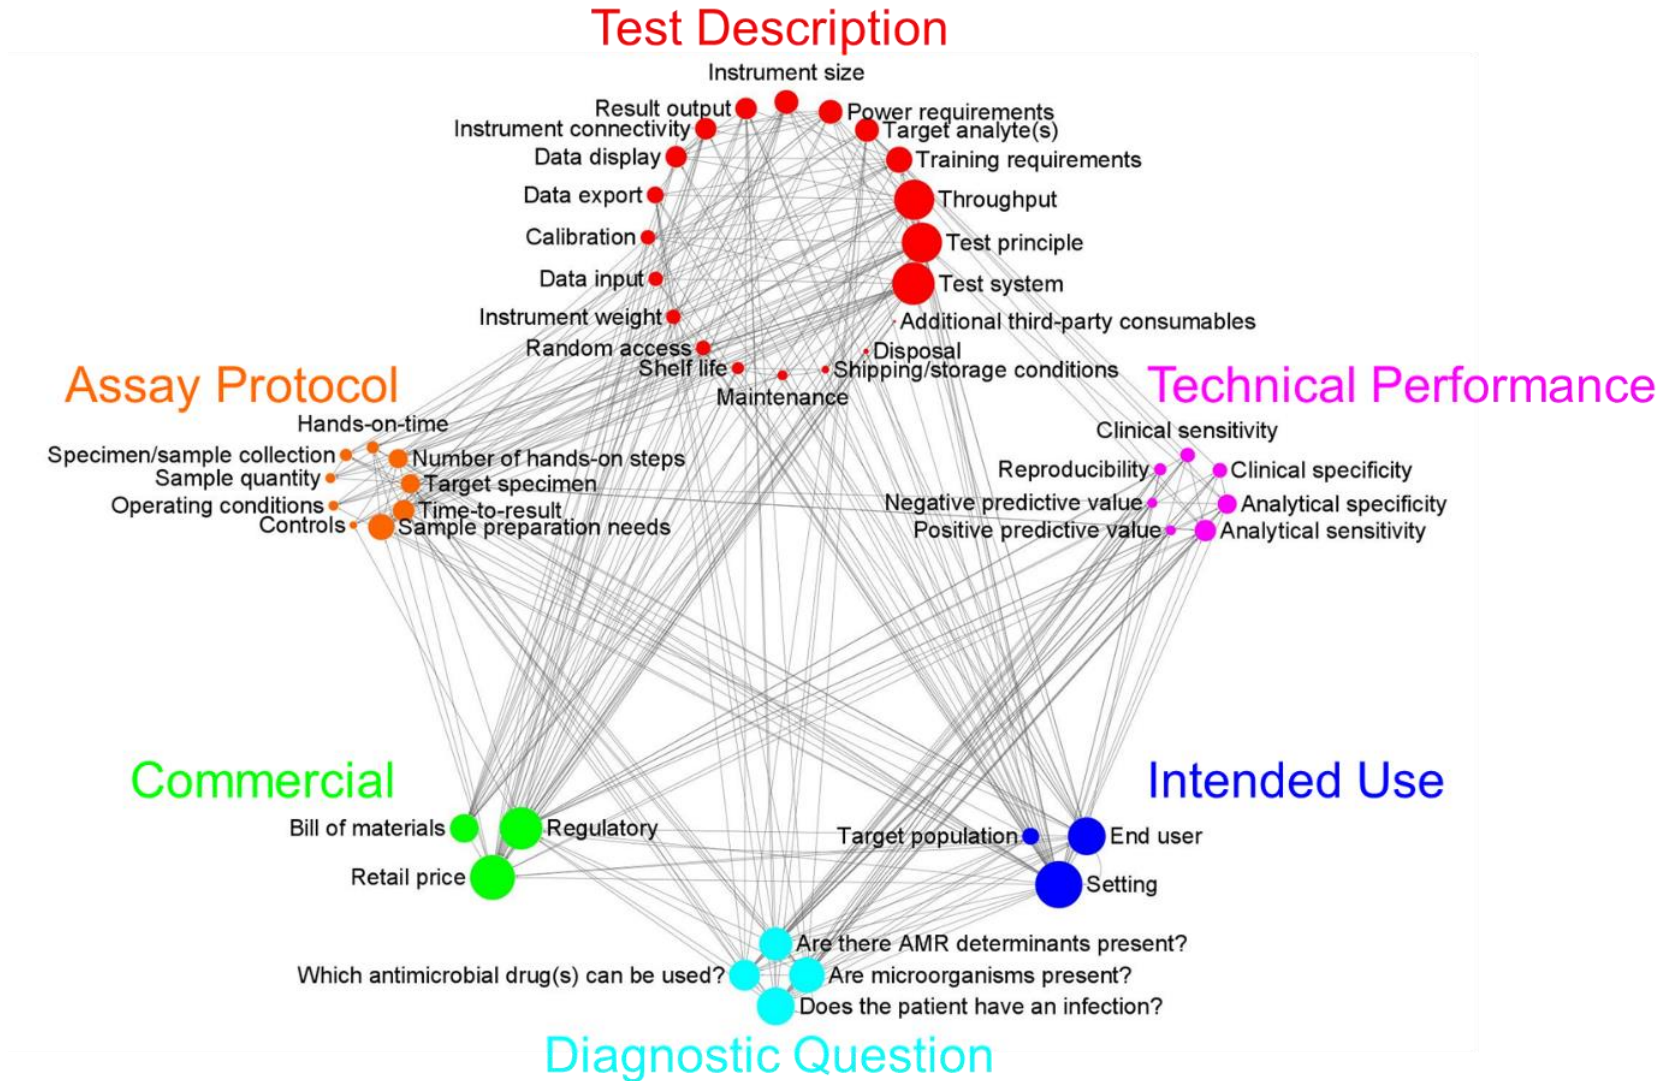 Test Description
Instrument size
Result output
Power requirements
Instrument connectivity
Target analyte(s)
Data display
Training requirements
Data export
Throughput
Calibration
Test principle
Data input
Test system
Instrument weight
Additional third-party consumables
Random access
Disposal
Shelf life
Shipping/storage conditions
Maintenance
Assay Protocol
Hands-on-time
Specimen/sample collection
Number of hands-on steps
Sample quantity
Target specimen
Operating conditions
Time-to-result
Controls
Sample preparation needs
Technical Performance
Clinical sensitivity
Reproducibility
Clinical specificity
Negative predictive value
Analytical specificity
Positive predictive value
Analytical sensitivity
Commercial
Bill of materials
Regulatory
Retail price
Intended Use
Target population
End user
Setting
Are there AMR determinants present?
Which antimicrobial drug(s) can be used?
Are microorganisms present?
Does the patient have an infection?
Diagnostic Question